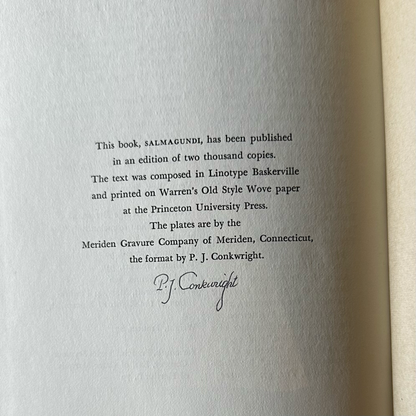 This book, SALMAGUNDI, has been published
in an edition of two thousand copies.
The text was composed in Linotype Baskerville
and printed on Warren's Old Style Wove paper
at the Princeton University Press.
The plates are by the
Meriden Gravure Company of Meriden, Connecticut,
the format by P. J. Conkwright.
P.J. Conkwright